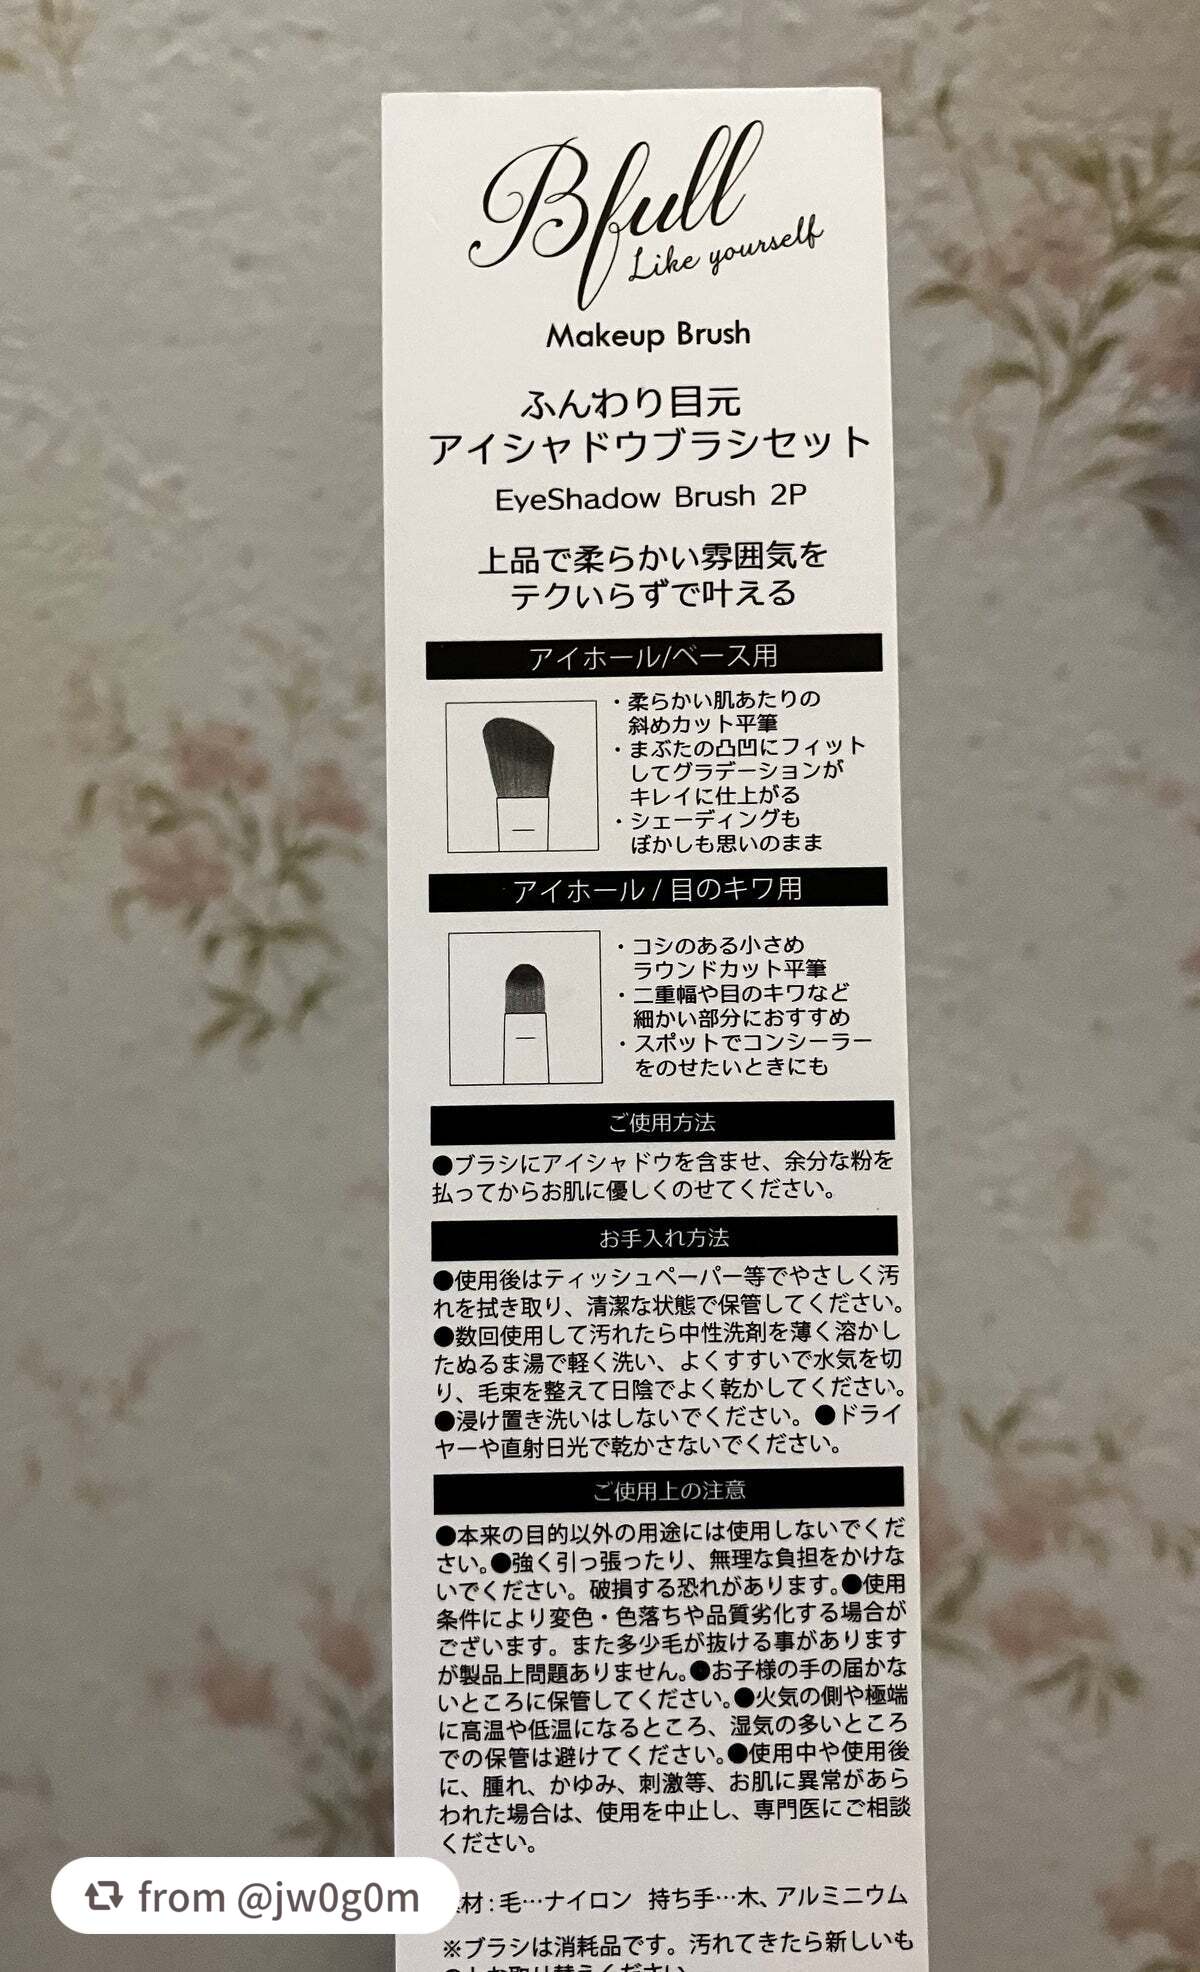 Bfull
Like yourself
Makeup Brush
ふんわり目元
アイシャドウブラシセット
EyeShadow Brush 2P
上品で柔らかい雰囲気を
テクいらずで叶える
アイホール/ベース用
・柔らかい肌あたりの
斜めカット平筆
・まぶたの凸凹にフィット
してグラデーションが
キレイに仕上がる
・シェーディングも
ぼかしも思いのまま
アイホール / 目のキワ用
・コシのある小さめ
ラウンドカット平筆
・二重幅や目のキワなど
細かい部分におすすめ
・スポットでコンシーラー
をのせたいときにも
ご使用方法
●ブラシにアイシャドウを含ませ、余分な粉を
払ってからお肌に優しくのせてください。
お手入れ方法
●使用後はティッシュペーパー等でやさしく汚
れを拭き取り、清潔な状態で保管してください。
●数回使用して汚れたら中性洗剤を薄く溶かし
たぬるま湯で軽く洗い、よくすすいで水気を切
り、毛束を整えて日陰でよく乾かしてください。
●浸け置き洗いはしないでください。●ドライ
ヤーや直射日光で乾かさないでください。
ご使用上の注意
●本来の目的以外の用途には使用しないでくだ
さい。●強く引っ張ったり、無理な負担をかけな
いでください。破損する恐れがあります。●使用
条件により変色・色落ちや品質劣化する場合が
ございます。また多少毛が抜ける事があります
が製品上問題ありません。●お子様の手の届かな
いところに保管してください。●火気の側や極端
に高温や低温になるところ、湿気の多いところ
での保管は避けてください。●使用中や使用後
に、腫れ、かゆみ、刺激等、お肌に異常があら
われた場合は、使用を中止し、専門医にご相談
ください。
材：毛…ナイロン 持ち手…木、アルミニウム
※ブラシは消耗品です。汚れてきたら新しいも
from @jw0g0m